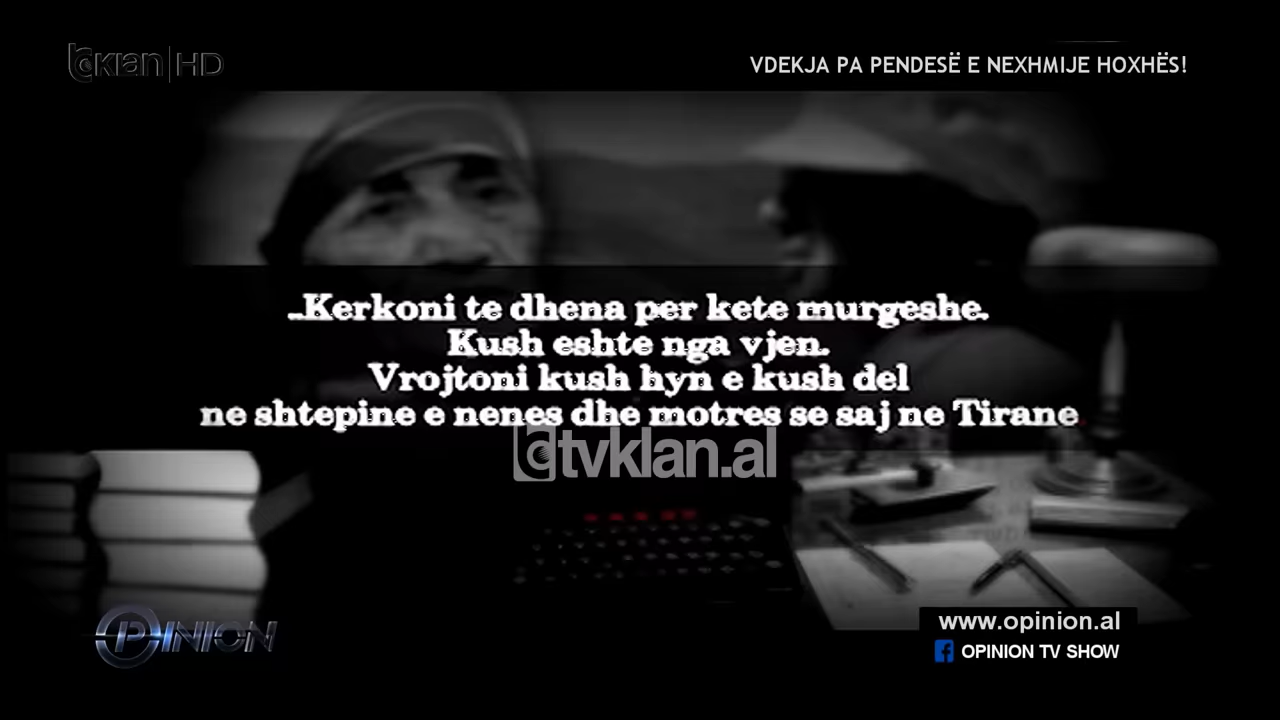 tvklan HD
VDEKJA PA PENDESË E NEXHMIJE HOXHËS!
..Kerkoni te dhena per kete murgeshe.
Kush eshte nga vjen.
Vrojtoni kush hyn e kush del
ne shtepine e nenes dhe motres se saj ne Tirane.
tvklan.al
OPINION
www.opinion.al
OPINION TV SHOW